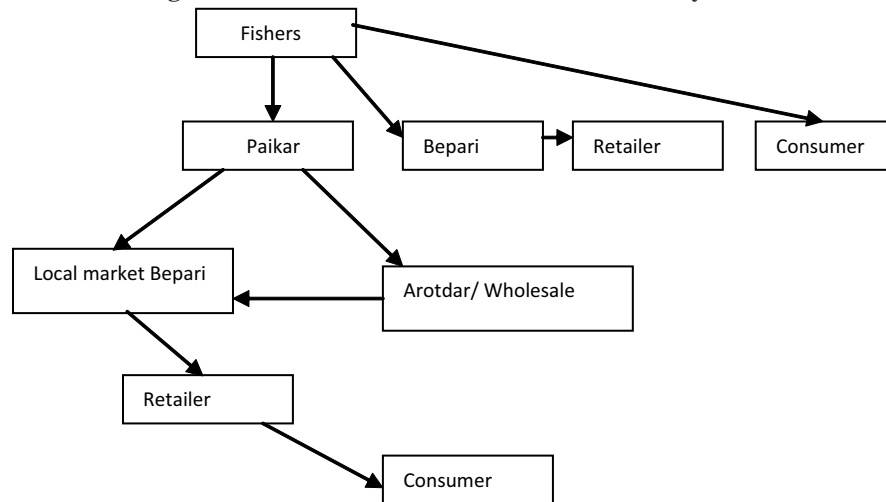 Fishers
Paikar
Bepari
Retailer
Consumer
Local market Bepari
Arotdar/ Wholesale
Retailer
Consumer